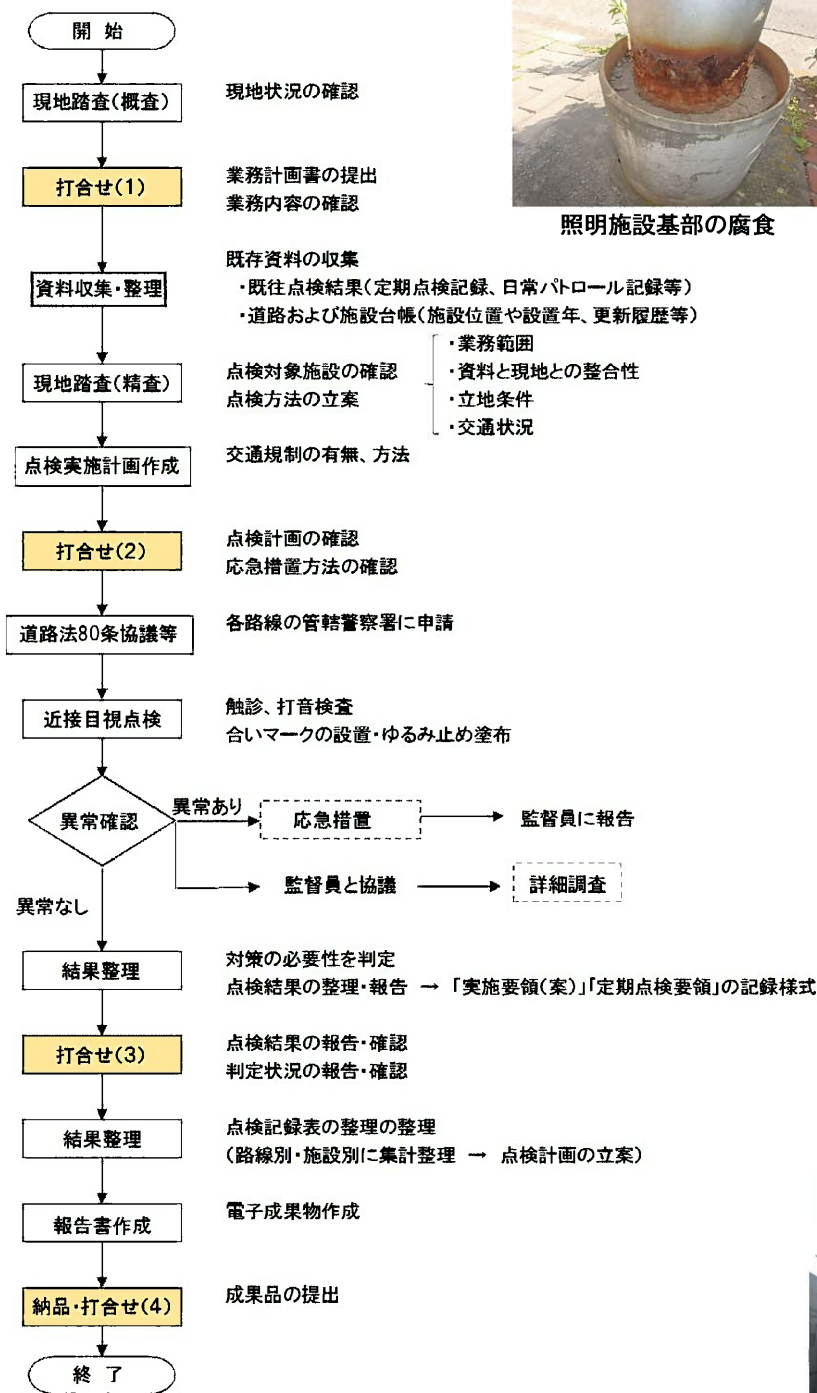 開 始
現地踏査(概査)
現地状況の確認
照明施設基部の腐食
打合せ(1)
業務計画書の提出
業務内容の確認
資料収集・整理
既存資料の収集
・既往点検結果(定期点検記録、日常パトロール記録等)
・道路および施設台帳(施設位置や設置年、更新履歴等)
現地踏査(精査)
点検対象施設の確認
点検方法の立案
・業務範囲
・資料と現地との整合性
・立地条件
・交通状況
点検実施計画作成
交通規制の有無、方法
打合せ(2)
点検計画の確認
応急措置方法の確認
道路法80条協議等
各路線の管轄警察署に申請
近接目視点検
触診、打音検査
合いマークの設置・ゆるみ止め塗布
異常確認
異常あり
応急措置
監督員に報告
監督員と協議
詳細調査
異常なし
結果整理
対策の必要性を判定
点検結果の整理・報告 → 「実施要領(案)」「定期点検要領」の記録様式
打合せ(3)
点検結果の報告・確認
判定状況の報告・確認
結果整理
点検記録表の整理の整理
(路線別・施設別に集計整理 → 点検計画の立案)
報告書作成
電子成果物作成
納品・打合せ(4)
成果品の提出
終 了